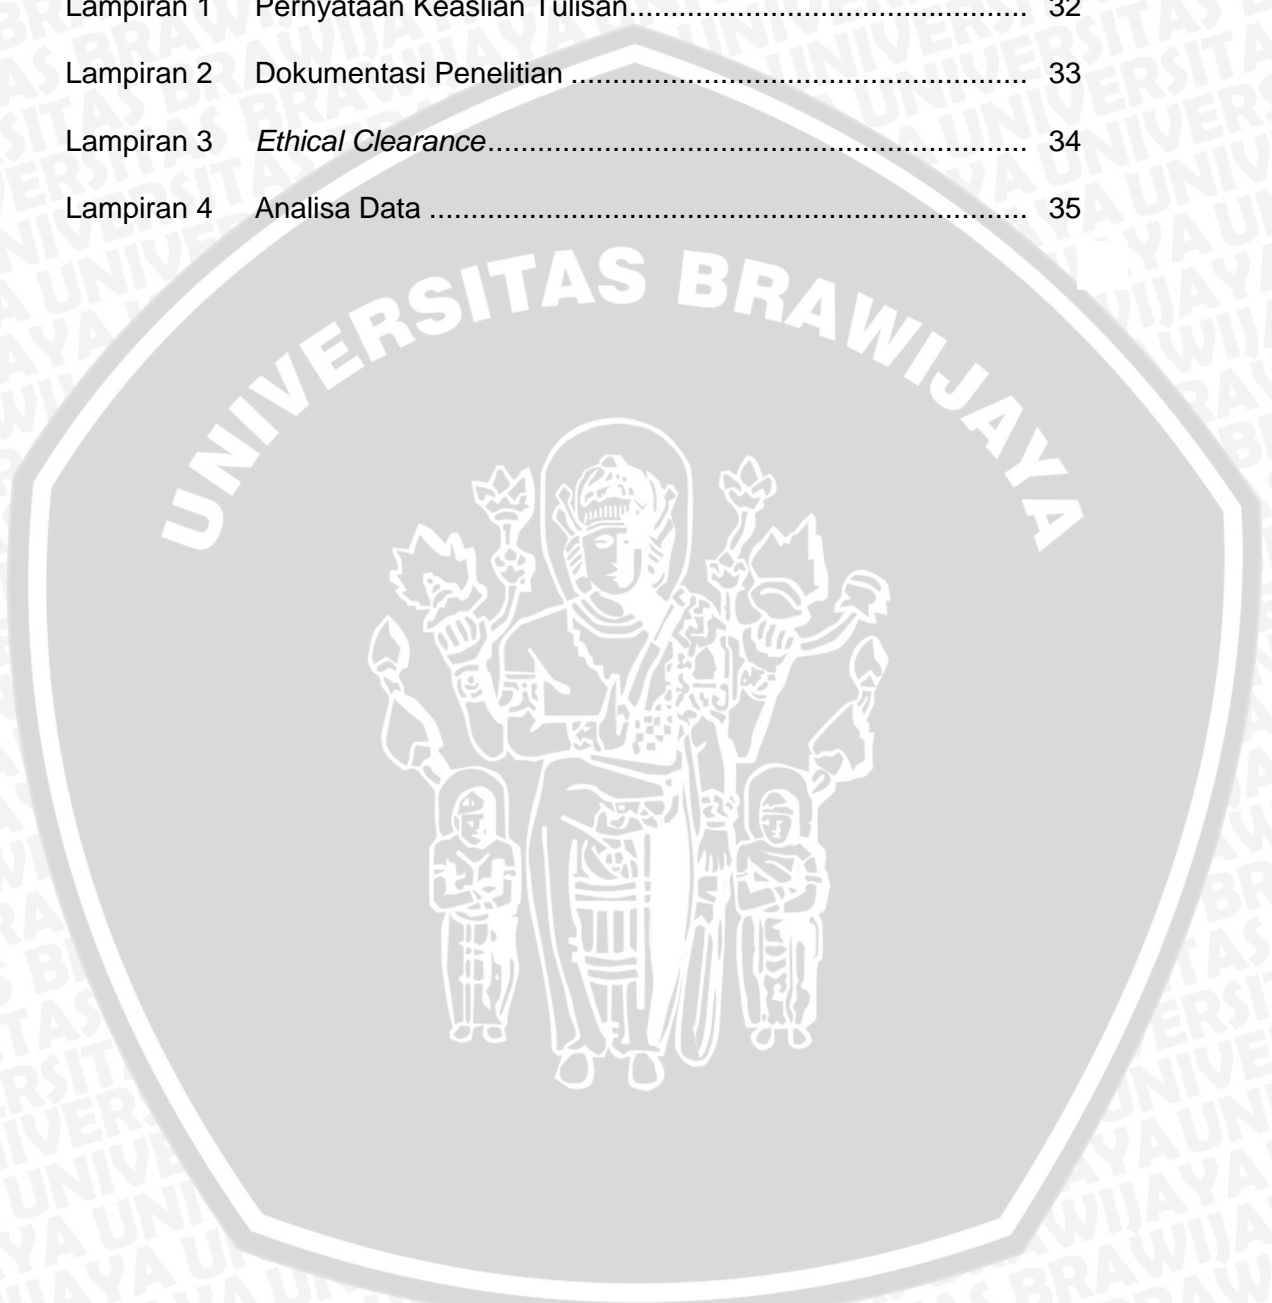 Lampiran 1 Pernyataan Keaslian Tulisan................................................ 32
Lampiran 2 Dokumentasi Penelitian ....................................................... 33
Lampiran 3 Ethical Clearance................................................................. 34
Lampiran 4 Analisa Data ........................................................................ 35
UNIVERSITAS BRAWIJAYA